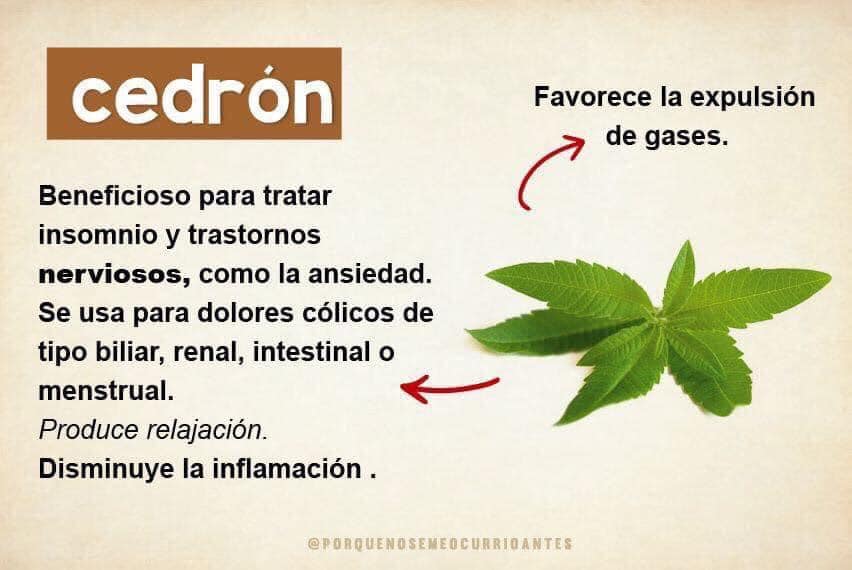 cedrón
Favorece la expulsión
de gases.
Beneficioso para tratar
insomnio y trastornos
nerviosos, como la ansiedad.
Se usa para dolores cólicos de
tipo biliar, renal, intestinal o
menstrual.
Produce relajación.
Disminuye la inflamación .
@PORQUENOSEMEOCURRIOANTES